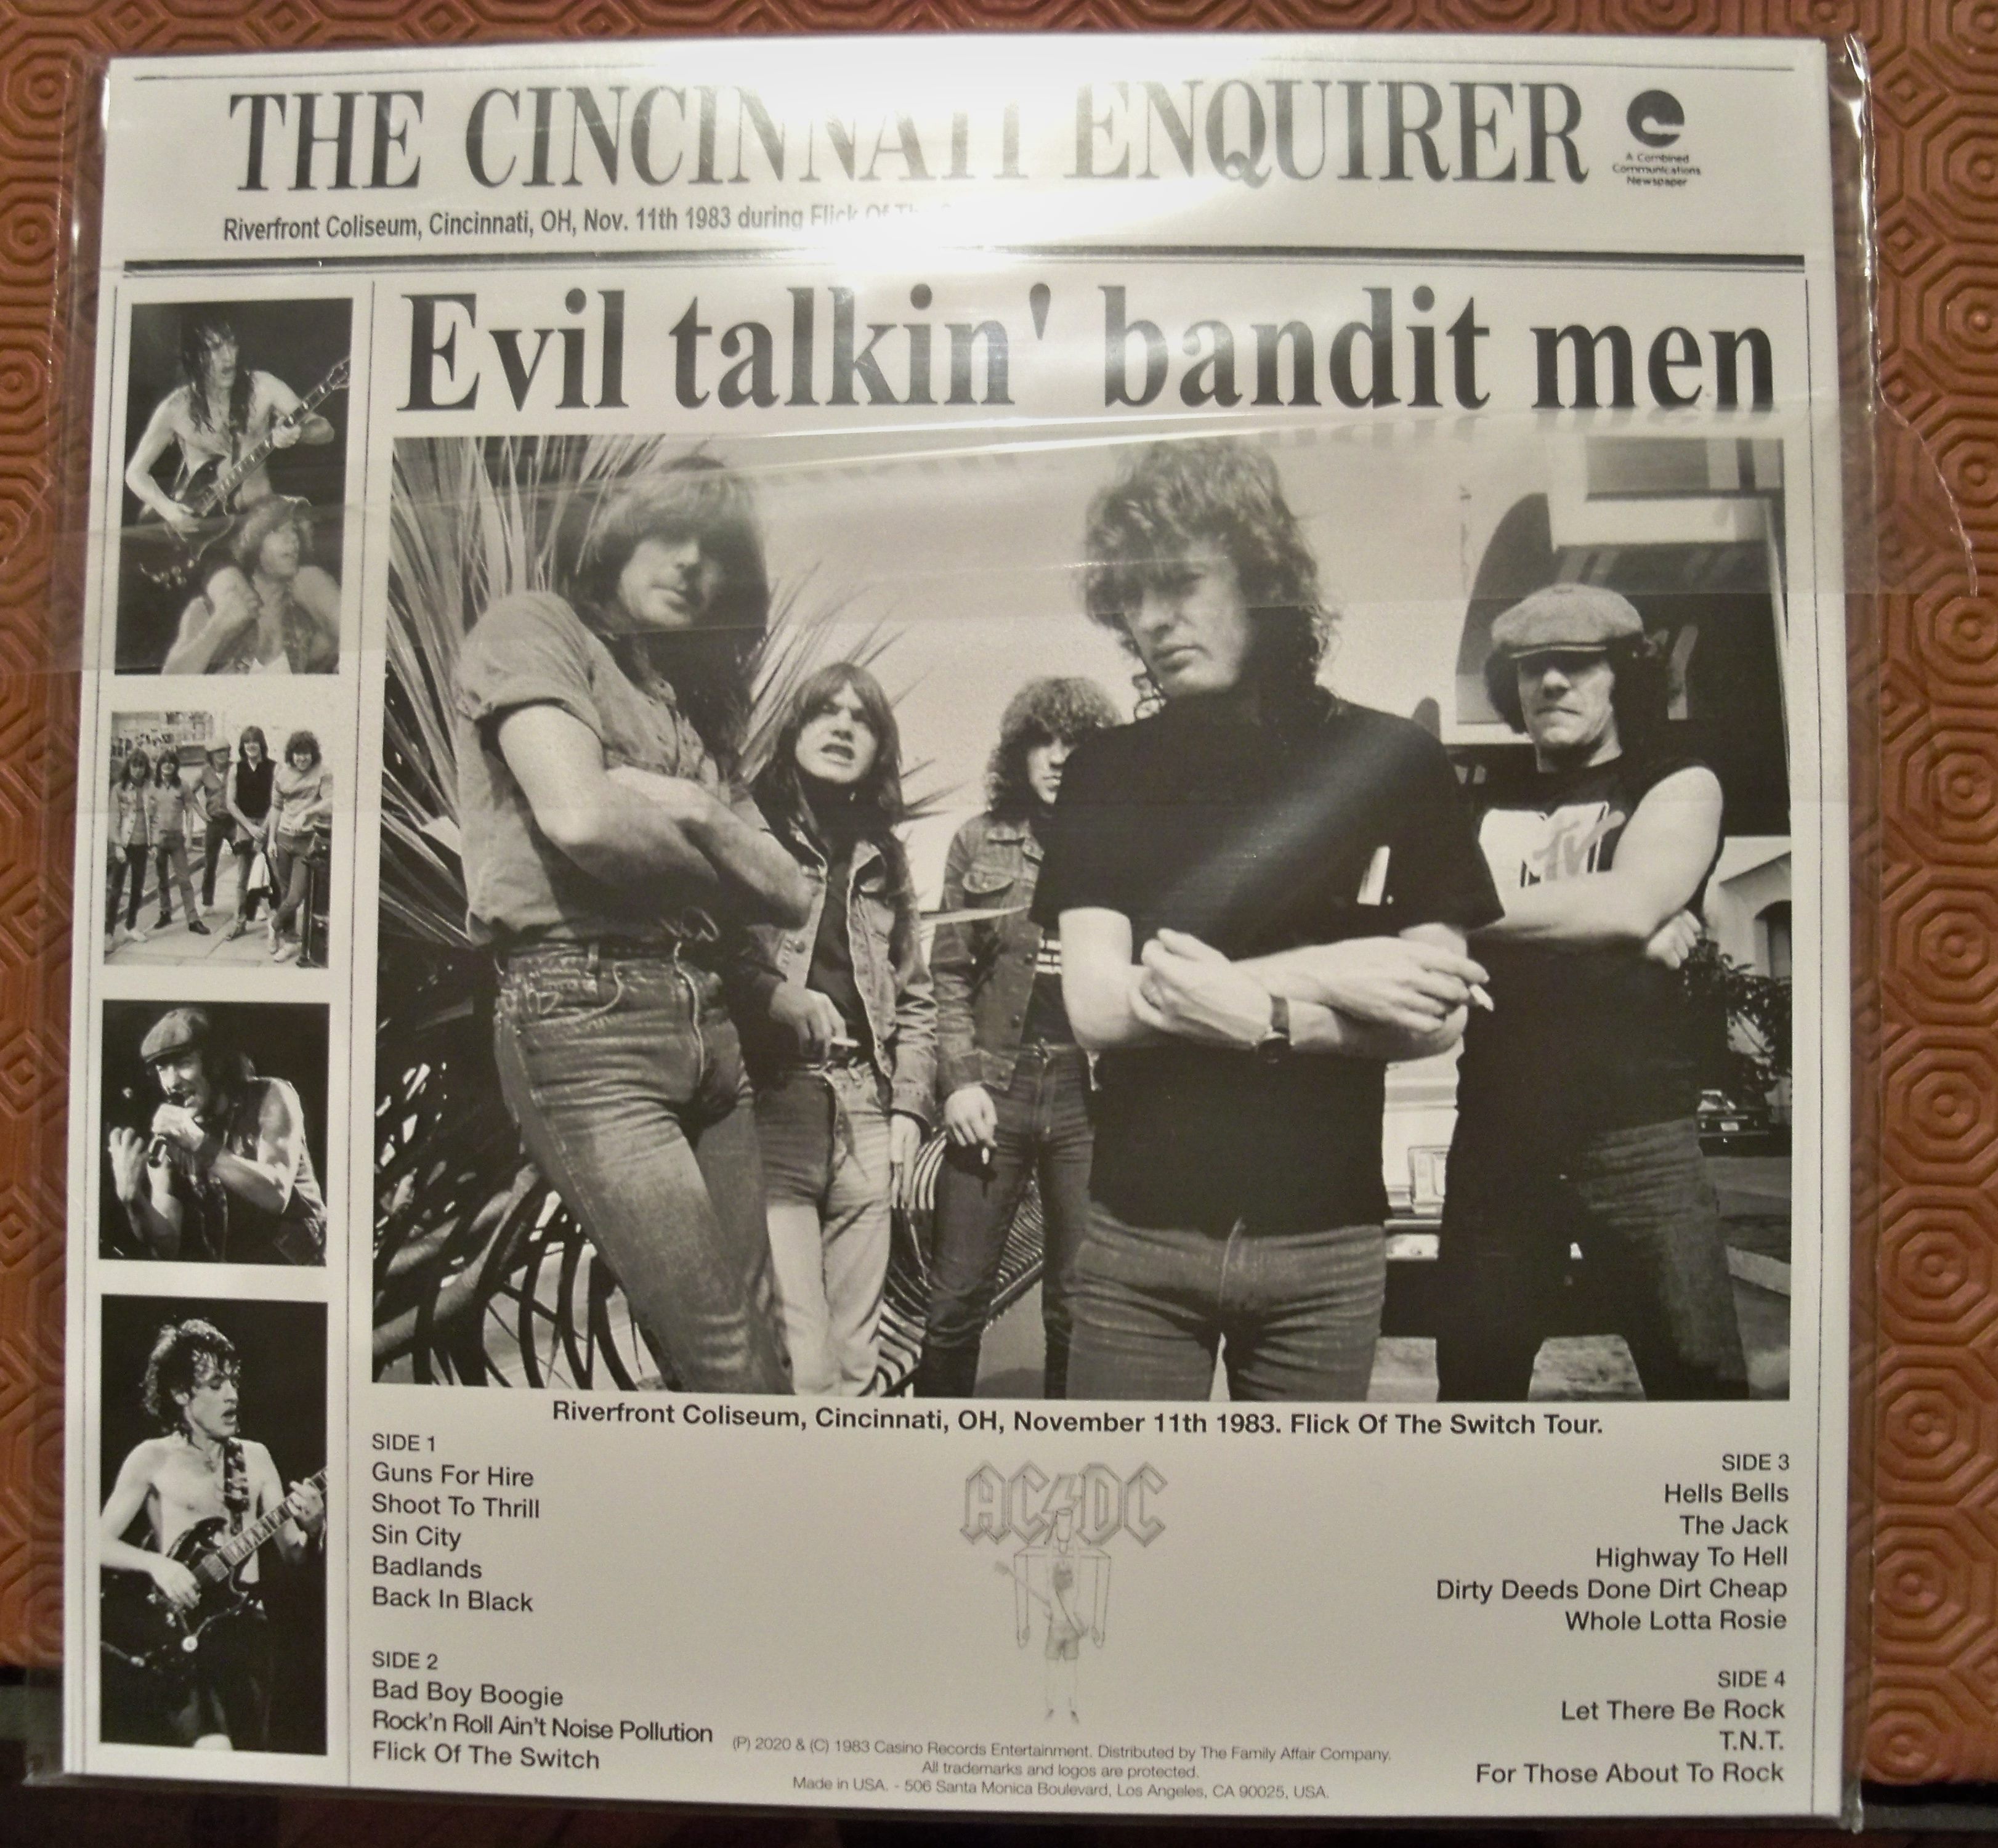 THE CINCINNATI ENQUIRER
A Combined
Communications
Newspaper
Riverfront Coliseum, Cincinnati, OH, Nov. 11th 1983 during Flick Of
Evil talkin' bandit men
MTV
Riverfront Coliseum, Cincinnati, OH, November 11th 1983. Flick Of The Switch Tour.
SIDE 1
Guns For Hire
Shoot To Thrill
Sin City
Badlands
Back In Black
SIDE 2
Bad Boy Boogie
Rock'n Roll Ain't Noise Pollution
Flick Of The Switch
AC DC
SIDE 3
Hells Bells
The Jack
Highway To Hell
Dirty Deeds Done Dirt Cheap
Whole Lotta Rosie
SIDE 4
Let There Be Rock
T.N.T.
For Those About To Rock
(P) 2020 & (C) 1983 Casino Records Entertainment. Distributed by The Family Affair Company.
All trademarks and logos are protected.
Made in USA. - 506 Santa Monica Boulevard, Los Angeles, CA 90025, USA.